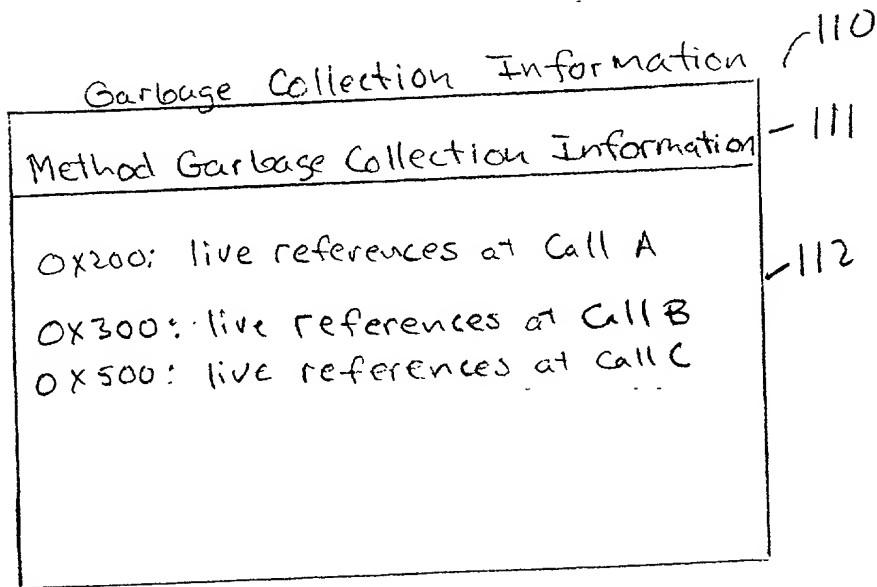 Garbage Collection Information 110
Method Garbage Collection Information 111
0x200: live references at Call A
112
0x300: live references at Call B
0x500: live references at Call C